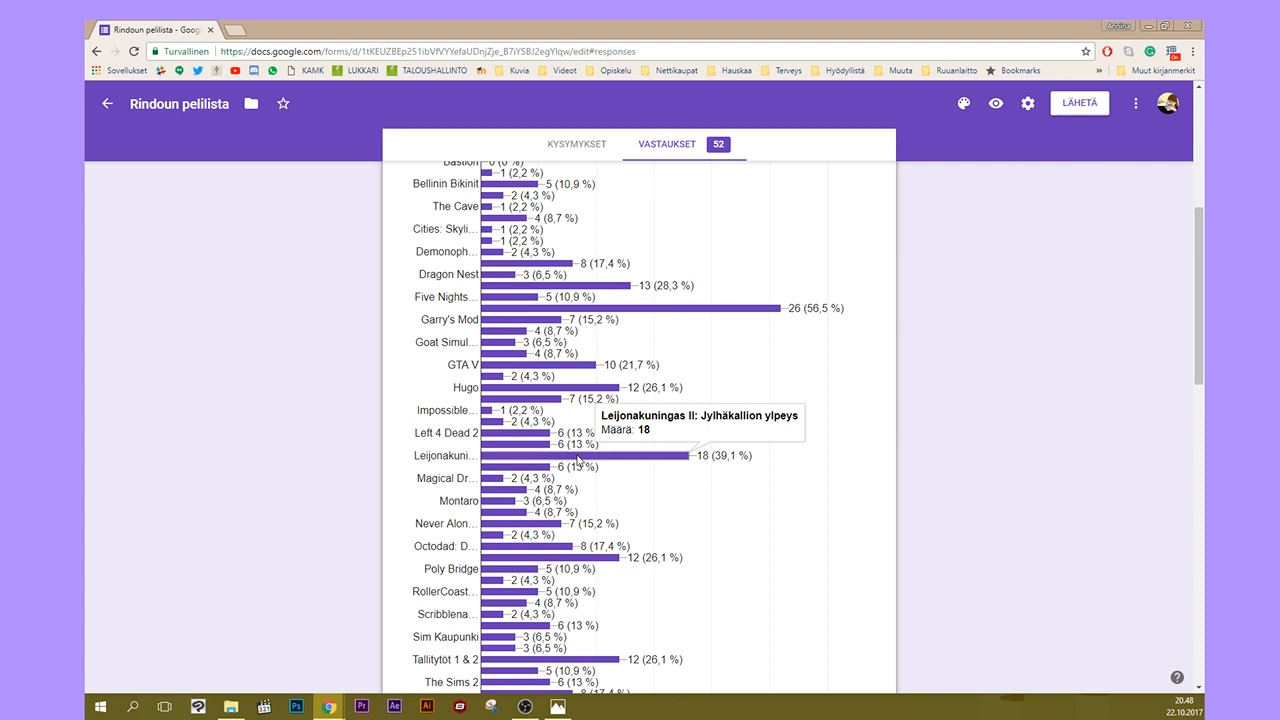 Rindoun pelilista - Goog
Annina
Turvallinen
https://docs.google.com/forms/d/1tKEUZBEp251ibVfVYYefaUDnjZje_B7iYSBJ2egYlqw/edit#responses
Sovellukset
KAMK
LUKKARI
TALOUSHALLINTO
Kuvia
Videot
Opiskelu
Nettikaupat
Hauskaa
Terveys
Hyödyllistä
Muuta
Ruuanlaitto
Bookmarks
»
Muut kirjanmerkit
Rindoun pelilista
LÄHETÄ
KYSYMYKSET
VASTAUKSET 52
Bastion 0 (0 %)
1 (2,2 %)
Bellinin Bikinit 5 (10,9 %)
2 (4,3 %)
The Cave 1 (2,2 %)
4 (8,7 %)
Cities: Skyli… 1 (2,2 %)
1 (2,2 %)
Demonoph… 2 (4,3 %)
8 (17,4 %)
Dragon Nest 3 (6,5 %)
13 (28,3 %)
Five Nights… 5 (10,9 %)
26 (56,5 %)
Garry's Mod 7 (15,2 %)
4 (8,7 %)
Goat Simul… 3 (6,5 %)
4 (8,7 %)
GTA V 10 (21,7 %)
2 (4,3 %)
Hugo 12 (26,1 %)
7 (15,2 %)
Impossible… 1 (2,2 %)
Leijonakuningas II: Jylhäkallion ylpeys
Määrä: 18
2 (4,3 %)
Left 4 Dead 2 6 (13 %
6 (13 %)
Leijonakuni… 18 (39,1 %)
6 (13 %)
Magical Dr… 2 (4,3 %)
4 (8,7 %)
Montaro 3 (6,5 %)
4 (8,7 %)
Never Alon… 7 (15,2 %)
2 (4,3 %)
Octodad: D… 8 (17,4 %)
12 (26,1 %)
Poly Bridge 5 (10,9 %)
2 (4,3 %)
RollerCoast… 5 (10,9 %)
4 (8,7 %)
Scribblena… 2 (4,3 %)
6 (13 %)
Sim Kaupunki 3 (6,5 %)
3 (6,5 %)
Tallitytöt 1 & 2 12 (26,1 %)
5 (10,9 %)
The Sims 2 6 (13 %)
8 (17,4 %)
Ps
Pr
Ae
Ai
20.48
22.10.2017